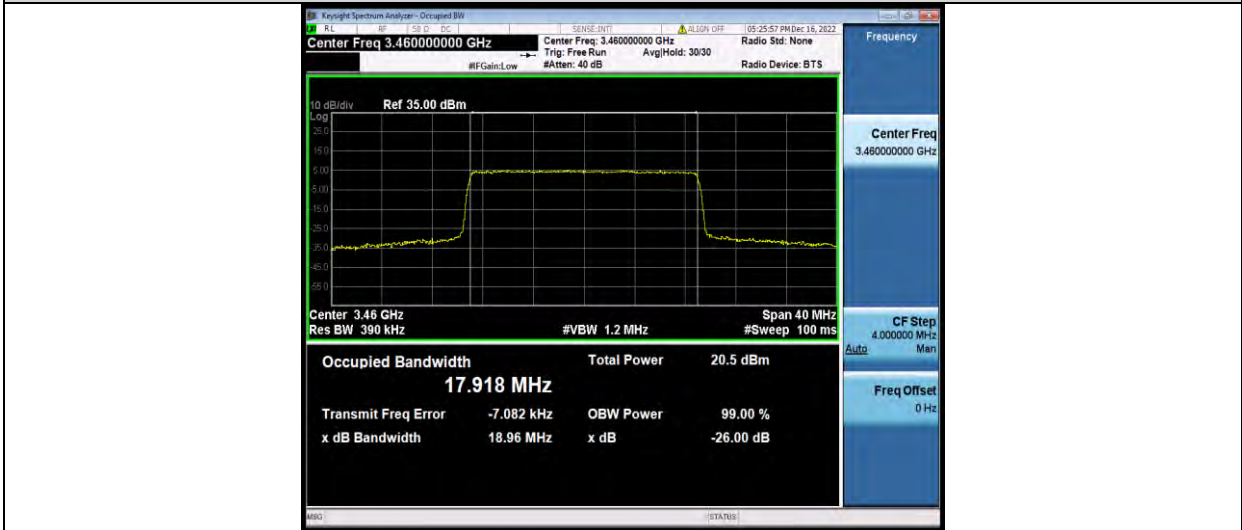 Keysight Spectrum Analyzer - Occupied BW
RL RF 50 Ω DC SENSE:INT ALIGN OFF 05:25:57 PM Dec 16, 2022
Center Freq 3.460000000 GHz Center Freq: 3.460000000 GHz Radio Std: None Frequency
Trig: Free Run Avg|Hold: 30/30
#IFGain:Low #Atten: 40 dB Radio Device: BTS
10 dB/div Ref 35.00 dBm
Log
25.0
15.0
5.00
-5.00
-15.0
-25.0
-35.0
-45.0
-55.0
Center Freq
3.460000000 GHz
Center 3.46 GHz Span 40 MHz
Res BW 390 kHz #VBW 1.2 MHz #Sweep 100 ms
CF Step
4.000000 MHz
Auto Man
Occupied Bandwidth Total Power 20.5 dBm
17.918 MHz
Freq Offset
0 Hz
Transmit Freq Error -7.082 kHz OBW Power 99.00 %
x dB Bandwidth 18.96 MHz x dB -26.00 dB
MSG STATUS